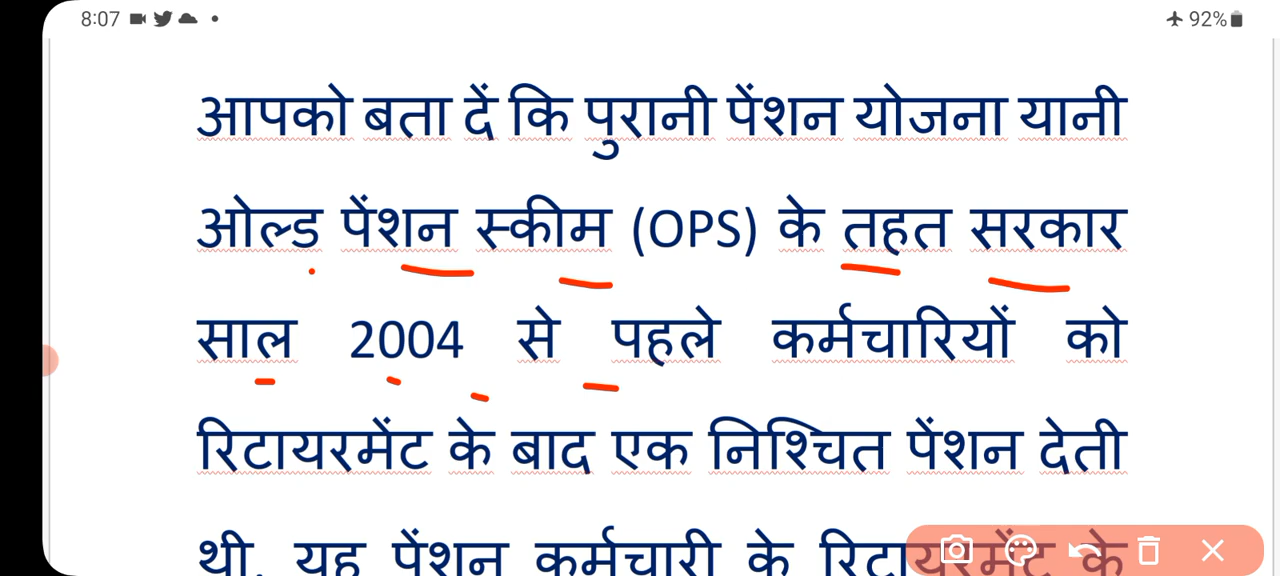 8:07 92%
आपको बता दें कि पुरानी पेंशन योजना यानी
ओल्ड पेंशन स्कीम (OPS) के तहत सरकार
साल 2004 से पहले कर्मचारियों को
रिटायरमेंट के बाद एक निश्चित पेंशन देती
थी. यह पेंशन कर्मचारी के रिटायरमेंट के